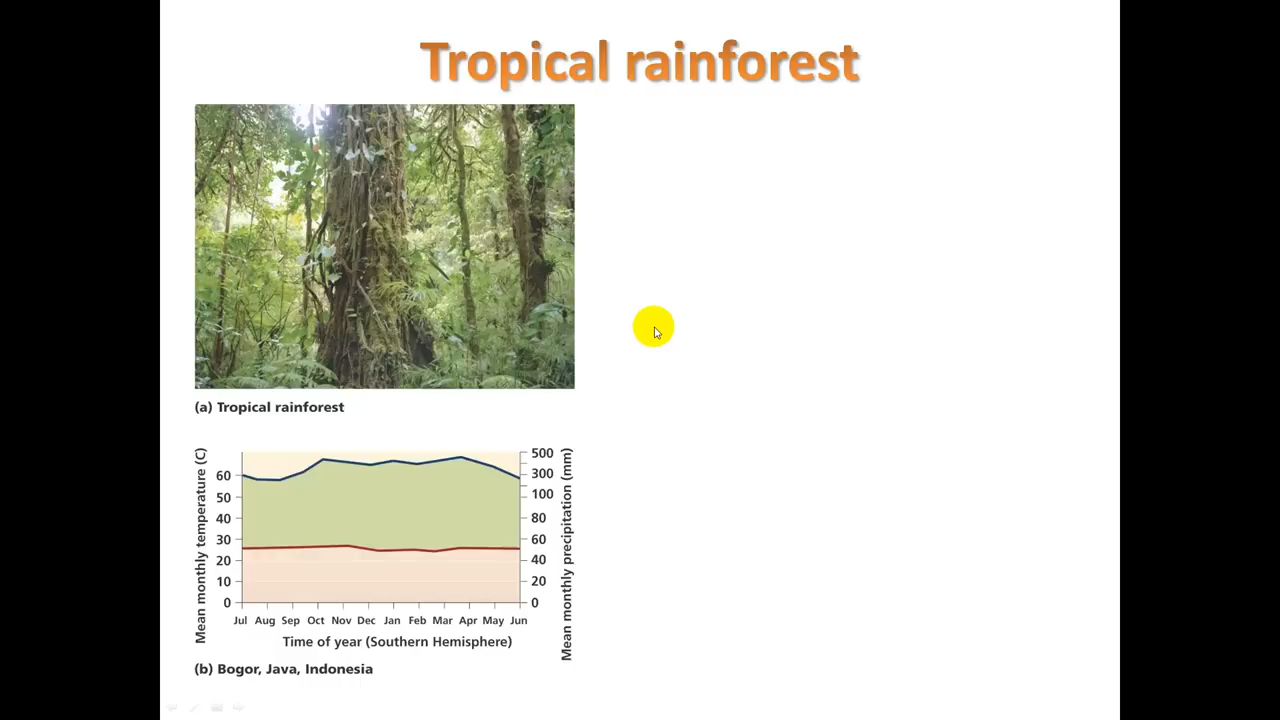 Tropical rainforest
(a) Tropical rainforest
Mean monthly temperature (C)
60
50
40
30
20
10
0
500
300
100
80
60
40
20
0
Mean monthly precipitation (mm)
Jul Aug Sep Oct Nov Dec Jan Feb Mar Apr May Jun
Time of year (Southern Hemisphere)
(b) Bogor, Java, Indonesia